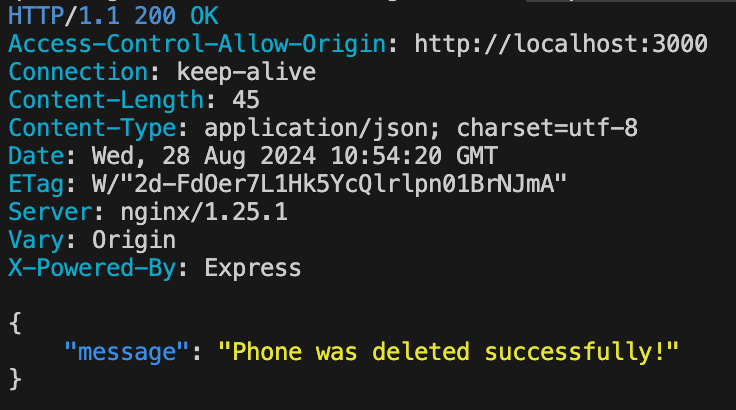 HTTP/1.1 200 OK
Access-Control-Allow-Origin: http://localhost:3000
Connection: keep-alive
Content-Length: 45
Content-Type: application/json; charset=utf-8
Date: Wed, 28 Aug 2024 10:54:20 GMT
ETag: W/"2d-FdOer7L1Hk5YcQlrlpn01BrNJmA"
Server: nginx/1.25.1
Vary: Origin
X-Powered-By: Express
{
"message": "Phone was deleted successfully!"
}